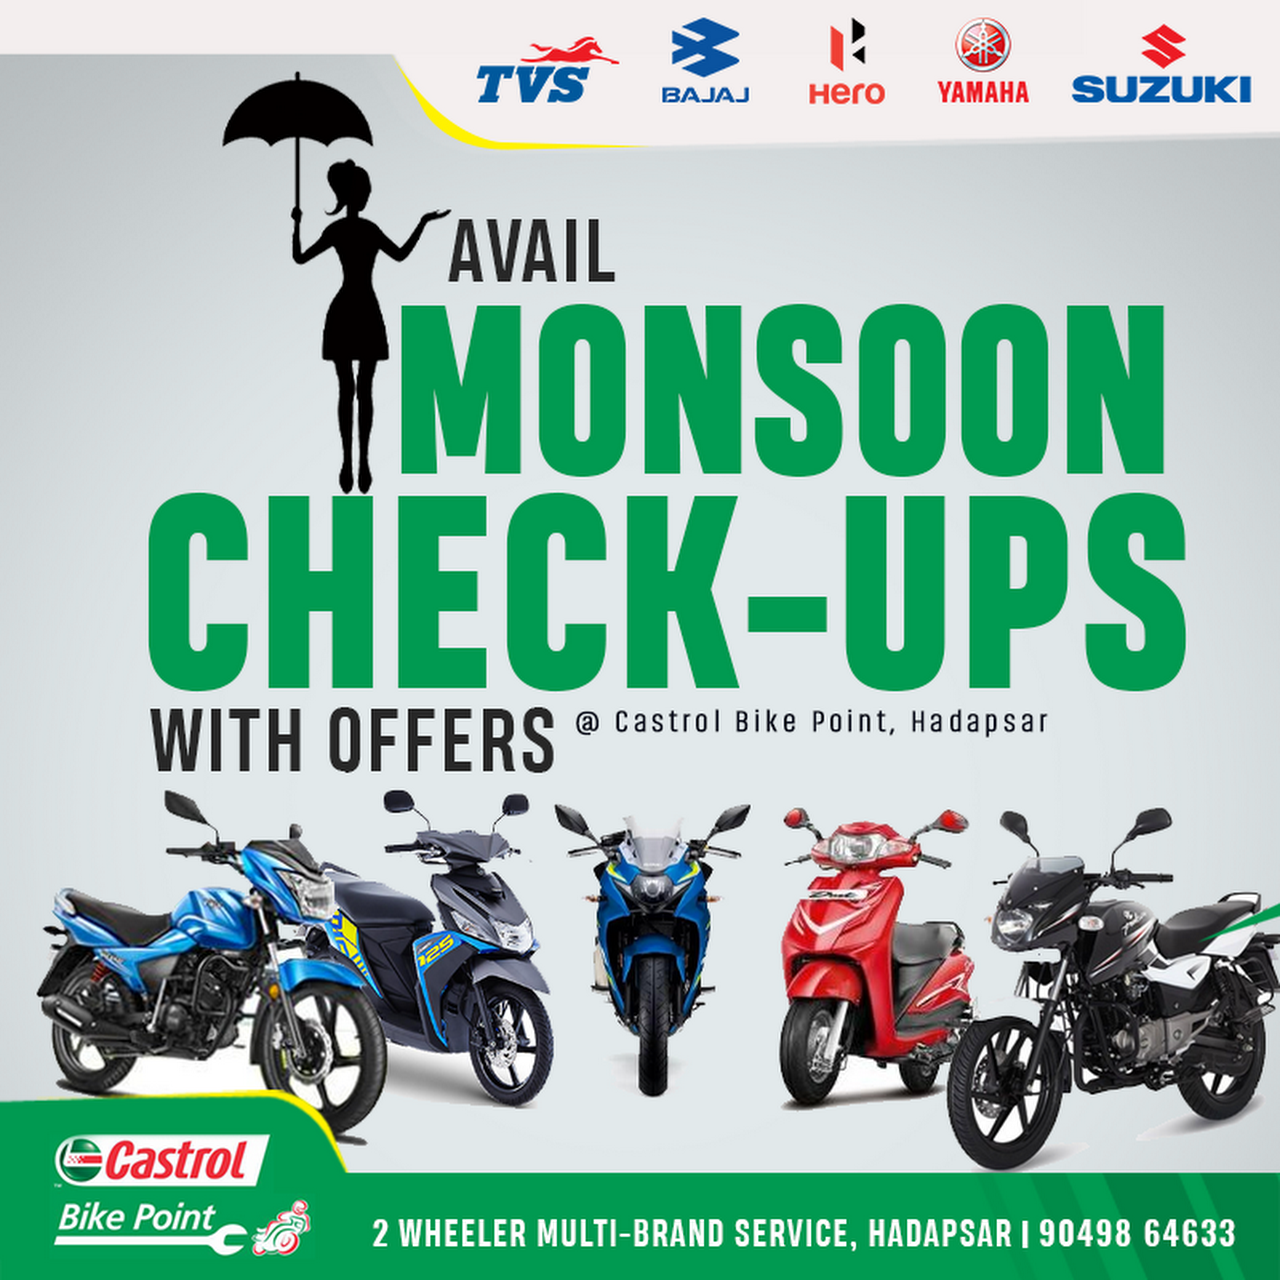 TVS BAJAJ Hero YAMAHA SUZUKI
AVAIL
MONSOON
CHECK-UPS
WITH OFFERS @ Castrol Bike Point, Hadapsar
125
Castrol
Bike Point
2 WHEELER MULTI-BRAND SERVICE, HADAPSAR | 90498 64633